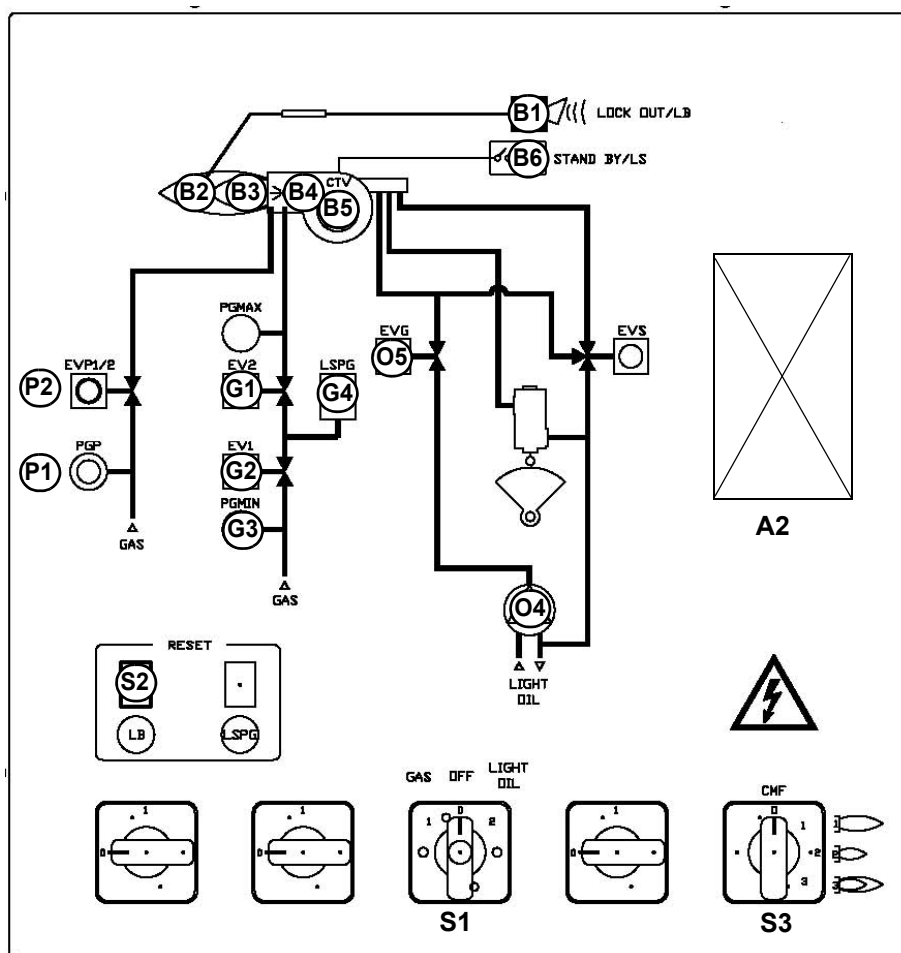 B1 LOCK OUT/LB
B6 STAND BY/LS
B2 B3 B4 CTV
B5
PGMAX
EVG
EVS
O5
P2 EVP1/2
EV2
G1
LSPG
G4
P1 PGP
EV1
G2
PGMIN
G3
GAS
GAS
A2
O4
LIGHT
OIL
RESET
S2
LB LSPG
GAS OFF LIGHT
OIL
CMF
1
0
1
0
0
1 2
1
0
0
1
2
3
1
2
3
S1 S3